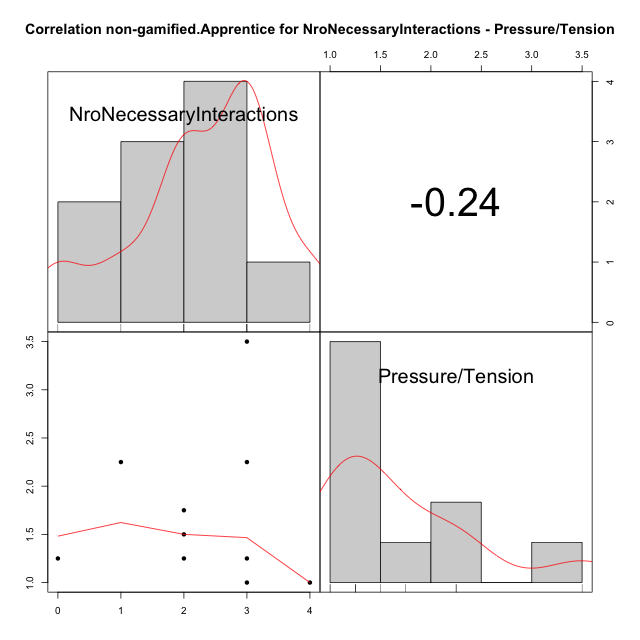 Correlation non-gamified.Apprentice for NroNecessaryInteractions - Pressure/Tension
1.0 1.5 2.0 2.5 3.0 3.5
NroNecessaryInteractions
-0.24
0 1 2 3 4
1.0 1.5 2.0 2.5 3.0 3.5
Pressure/Tension
0 1 2 3 4